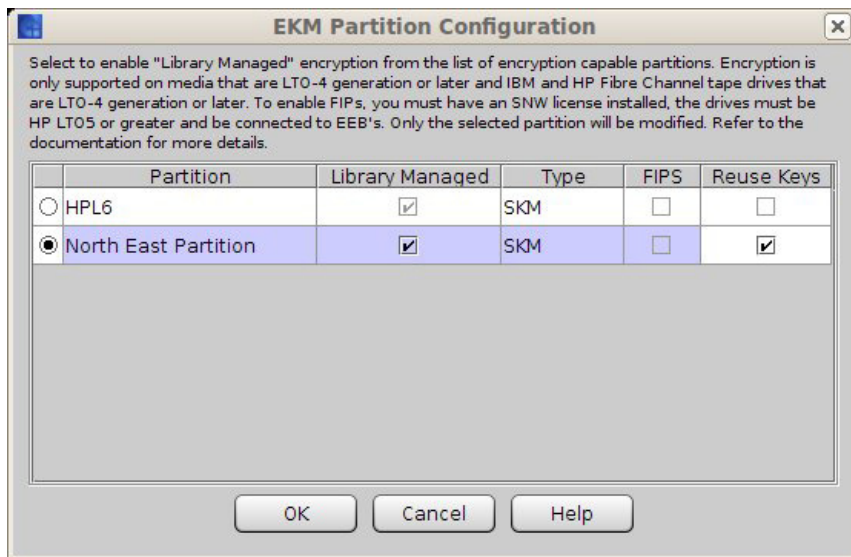 EKM Partition Configuration
Select to enable "Library Managed" encryption from the list of encryption capable partitions. Encryption is
only supported on media that are LTO-4 generation or later and IBM and HP Fibre Channel tape drives that
are LTO-4 generation or later. To enable FIPs, you must have an SNW license installed, the drives must be
HP LTO5 or greater and be connected to EEB's. Only the selected partition will be modified. Refer to the
documentation for more details.
Partition Library Managed Type FIPS Reuse Keys
HPL6 SKM
North East Partition SKM
OK Cancel Help